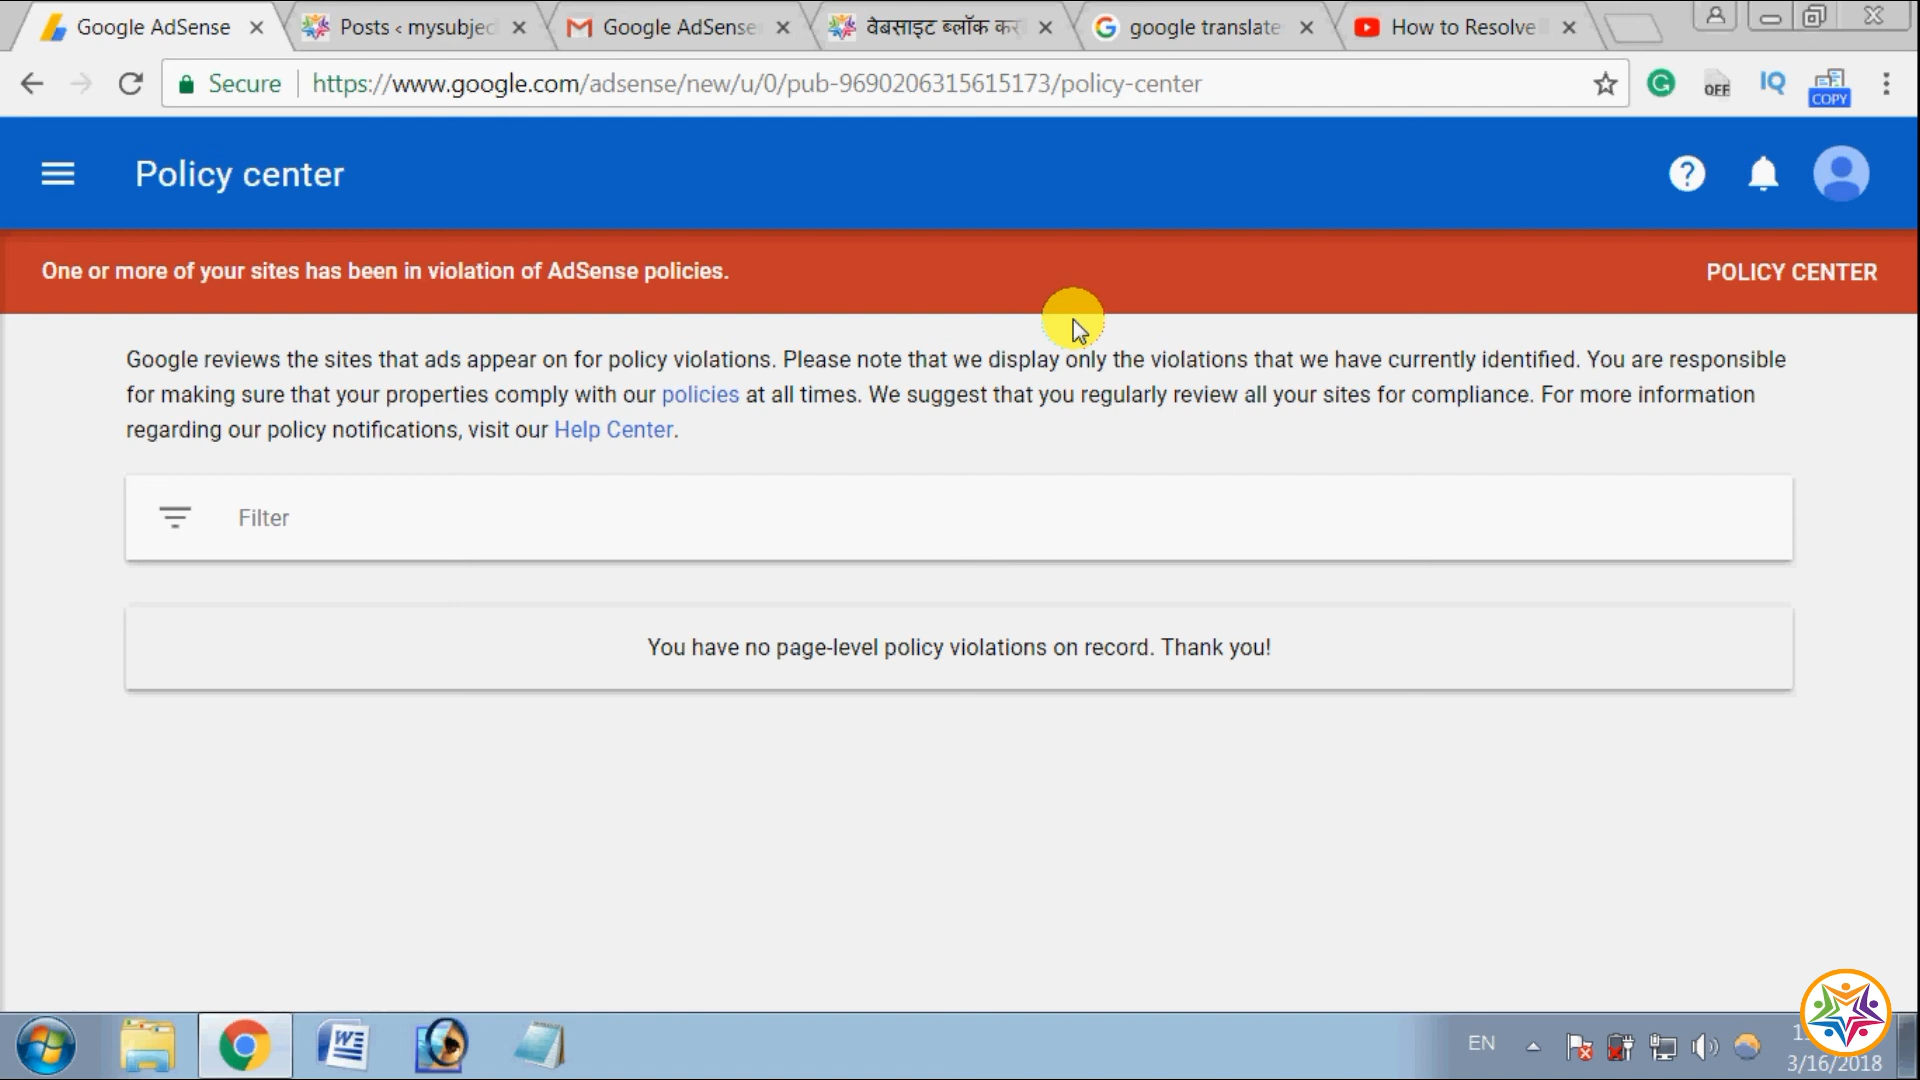 Google AdSense
Posts ‹ mysubjec
Google AdSense
वेबसाइट ब्लॉक कर
google translate
How to Resolve
Secure
https://www.google.com/adsense/new/u/0/pub-9690206315615173/policy-center
OFF
IQ
COPY
Policy center
One or more of your sites has been in violation of AdSense policies.
POLICY CENTER
Google reviews the sites that ads appear on for policy violations. Please note that we display only the violations that we have currently identified. You are responsible
for making sure that your properties comply with our policies at all times. We suggest that you regularly review all your sites for compliance. For more information
regarding our policy notifications, visit our Help Center.
Filter
You have no page-level policy violations on record. Thank you!
EN
3/16/2018